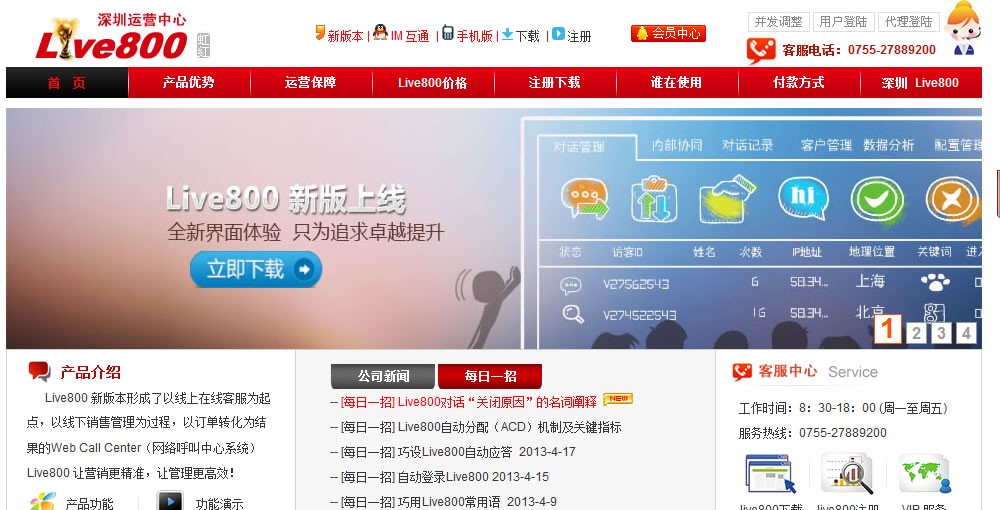 深圳运营中心
Live800
新版本 | IM 互通 | 手机版 | 下载 | 注册
会员中心
并发调整 用户登陆 代理登陆
客服电话：0755-27889200
首 页 产品优势 运营保障 Live800价格 注册下载 谁在使用 付款方式 深圳 Live800
Live800 新版上线
全新界面体验 只为追求卓越提升
立即下载
对话管理 内部协同 对话记录 客户管理 数据分析 配置管理
hi
状态 访客ID 姓名 次数 IP地址 地理位置 关键词
V27562543 6 58.34... 上海
V274522543 16 58.34... 北京
1 2 3 4
产品介绍
Live800 新版本形成了以线上在线客服为起
点，以线下销售管理为过程，以订单转化为结
果的Web Call Center（网络呼叫中心系统）
Live800 让营销更精准，让管理更高效！
产品功能 功能演示
公司新闻 每日一招
-- [每日一招] Live800对话“关闭原因”的名词阐释 NEW
-- [每日一招] Live800自动分配（ACD）机制及关键指标
-- [每日一招] 巧设Live800自动应答 2013-4-17
-- [每日一招] 自动登录Live800 2013-4-15
-- [每日一招] 巧用Live800常用语 2013-4-9
客服中心 Service
工作时间：8：30-18：00 (周一至周五)
服务热线：0755-27889200
live800下载 live800注册 VIP 服务